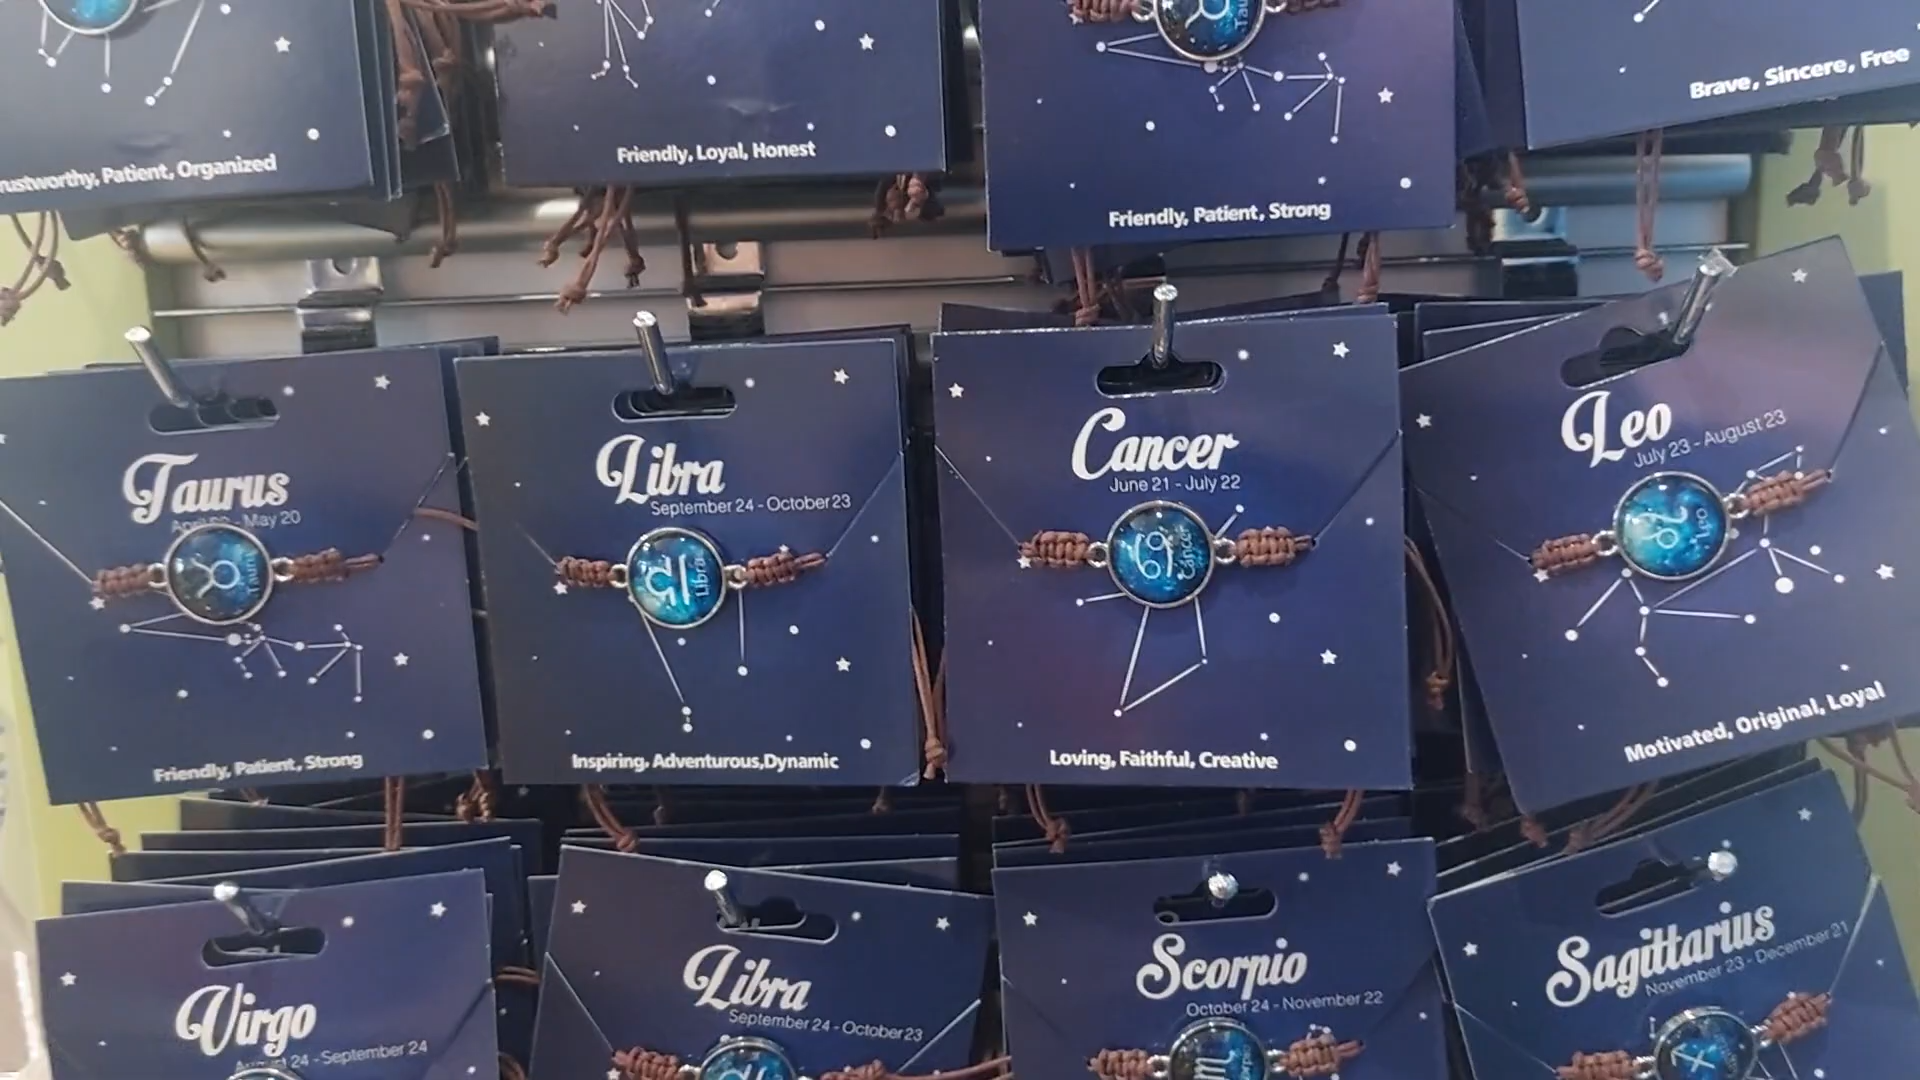 Patient, Organized
Friendly, Loyal, Honest
Friendly, Patient, Strong
Brave, Sincere, Free
Taurus
May 20
Friendly, Patient, Strong
Libra
September 24 - October 23
Libra
Inspiring, Adventurous,Dynamic
Cancer
June 21 - July 22
Cancer
Loving, Faithful, Creative
Leo
July 23 - August 23
Leo
Motivated, Original, Loyal
Virgo
24 - September 24
Libra
September 24 - October 23
Scorpio
October 24 - November 22
Sagittarius
November 23 - December 21